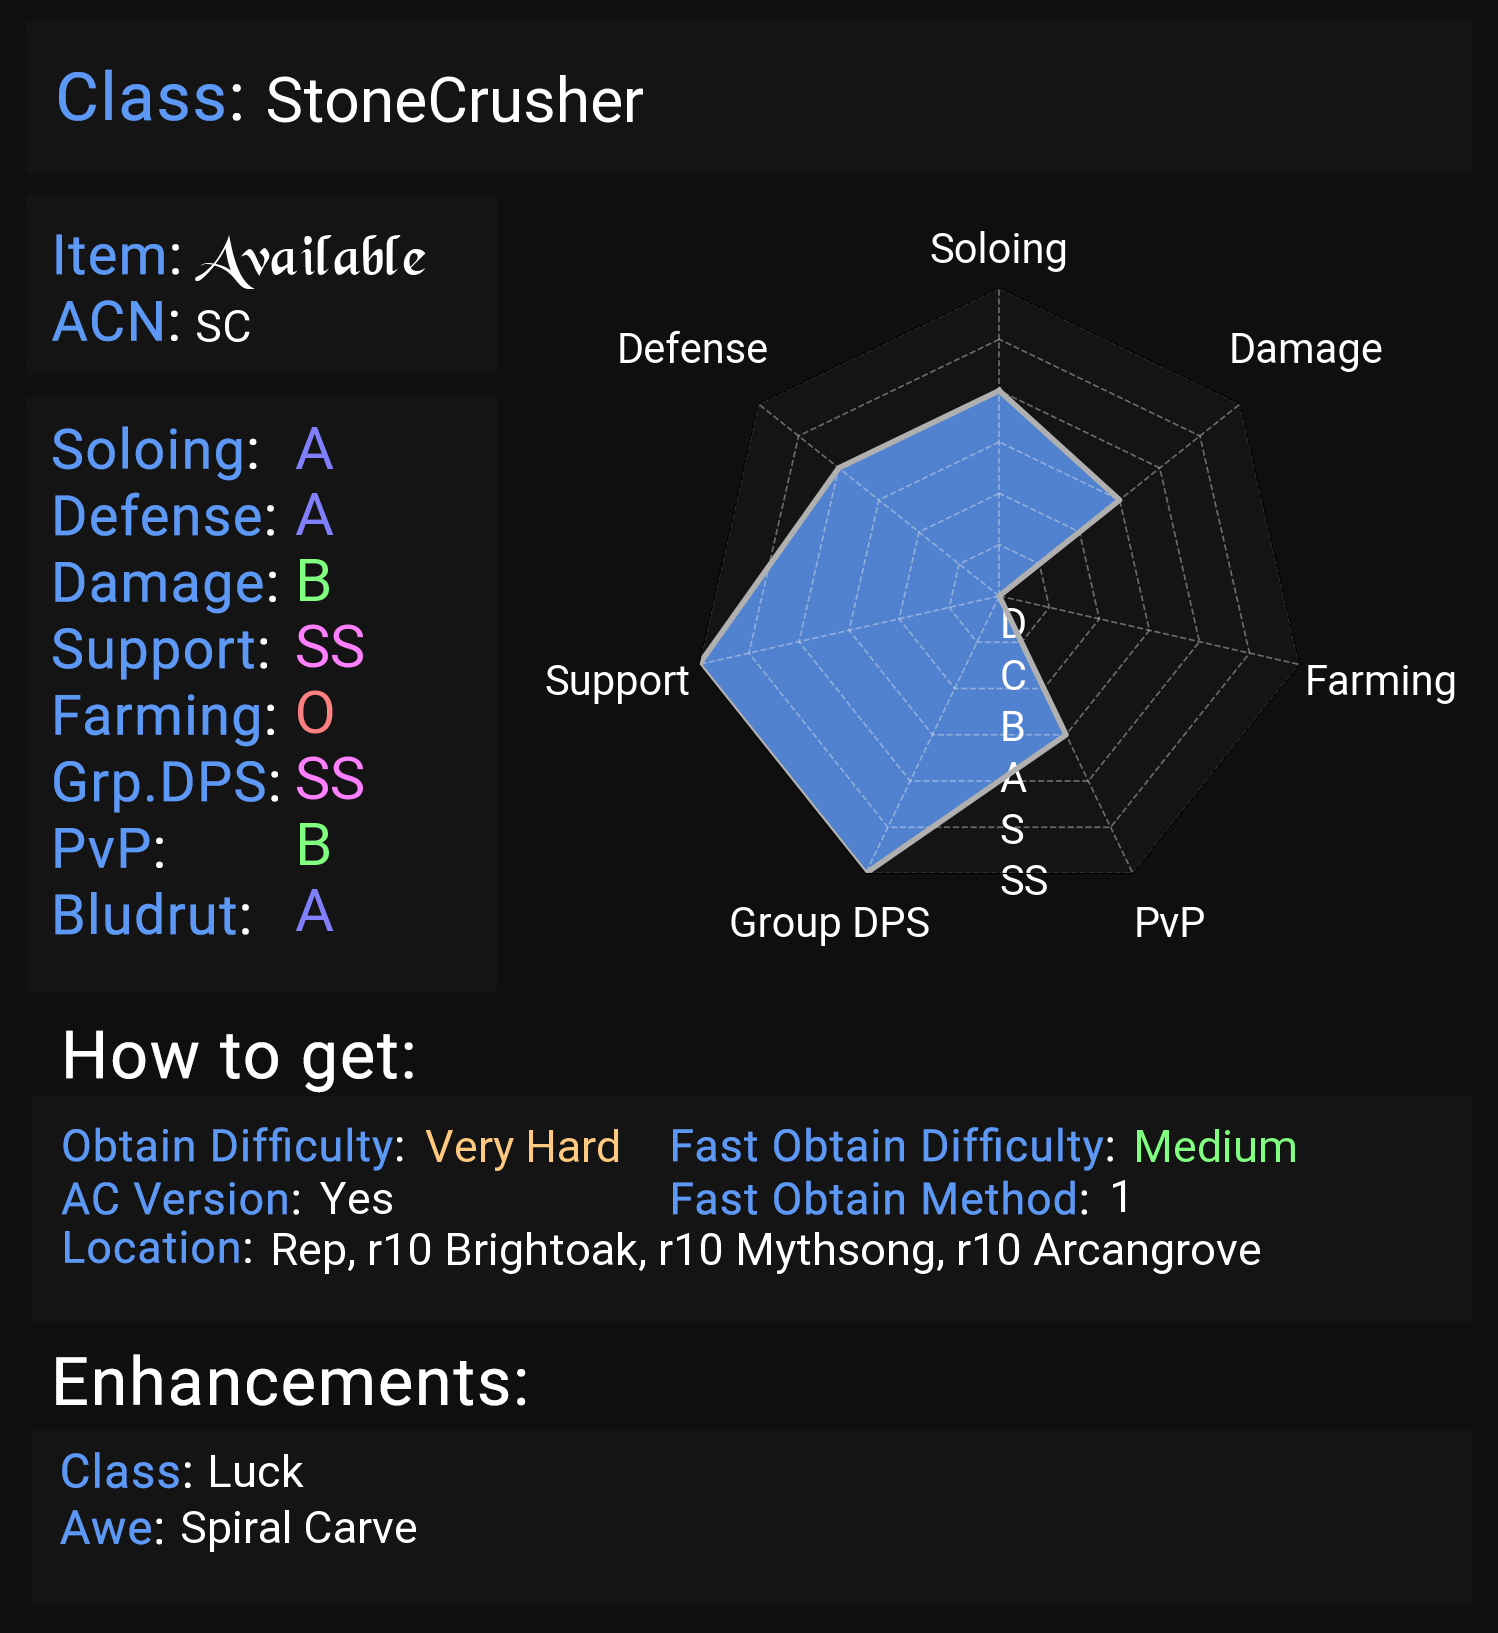 Class: StoneCrusher
Item: Available
ACN: SC
Soloing: A
Defense: A
Damage: B
Support: SS
Farming: O
Grp.DPS: SS
PvP: B
Bludrut: A
Soloing
Defense
Damage
Support
Farming
D
C
B
A
S
SS
Group DPS
PvP
How to get:
Obtain Difficulty: Very Hard Fast Obtain Difficulty: Medium
AC Version: Yes Fast Obtain Method: 1
Location: Rep, r10 Brightoak, r10 Mythsong, r10 Arcangrove
Enhancements:
Class: Luck
Awe: Spiral Carve